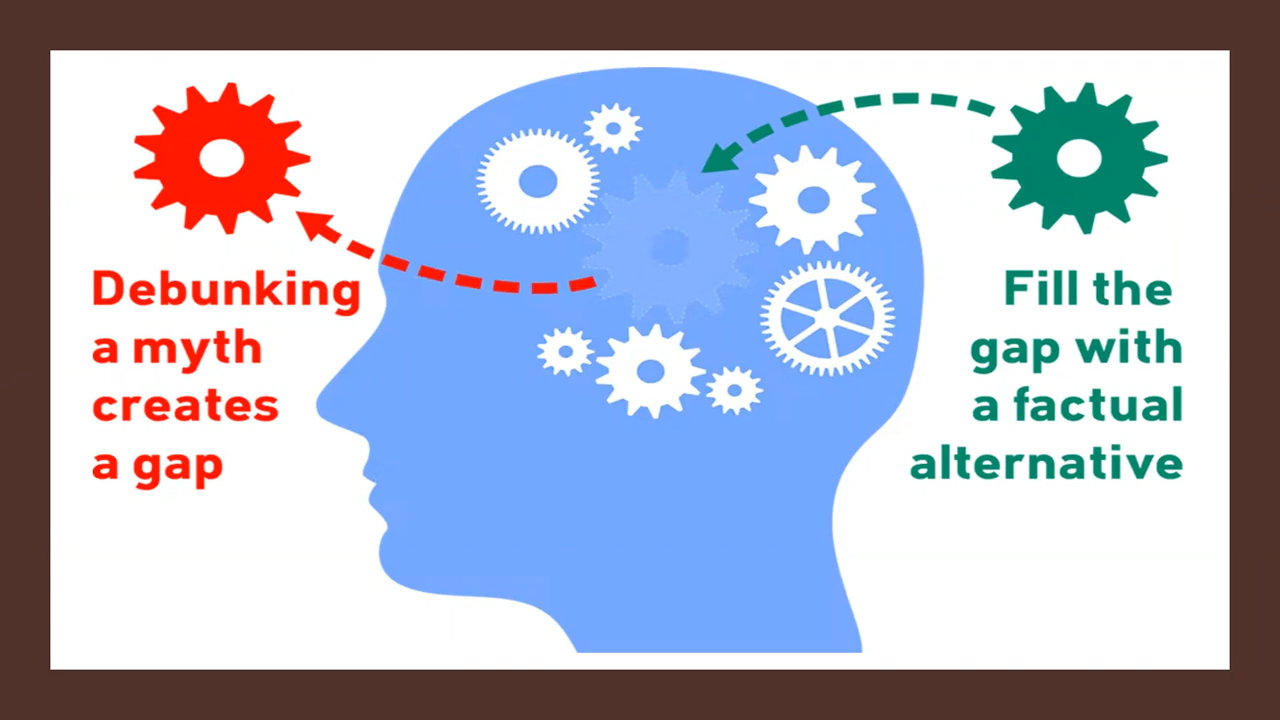 Debunking
a myth
creates
a gap
Fill the
gap with
a factual
alternative